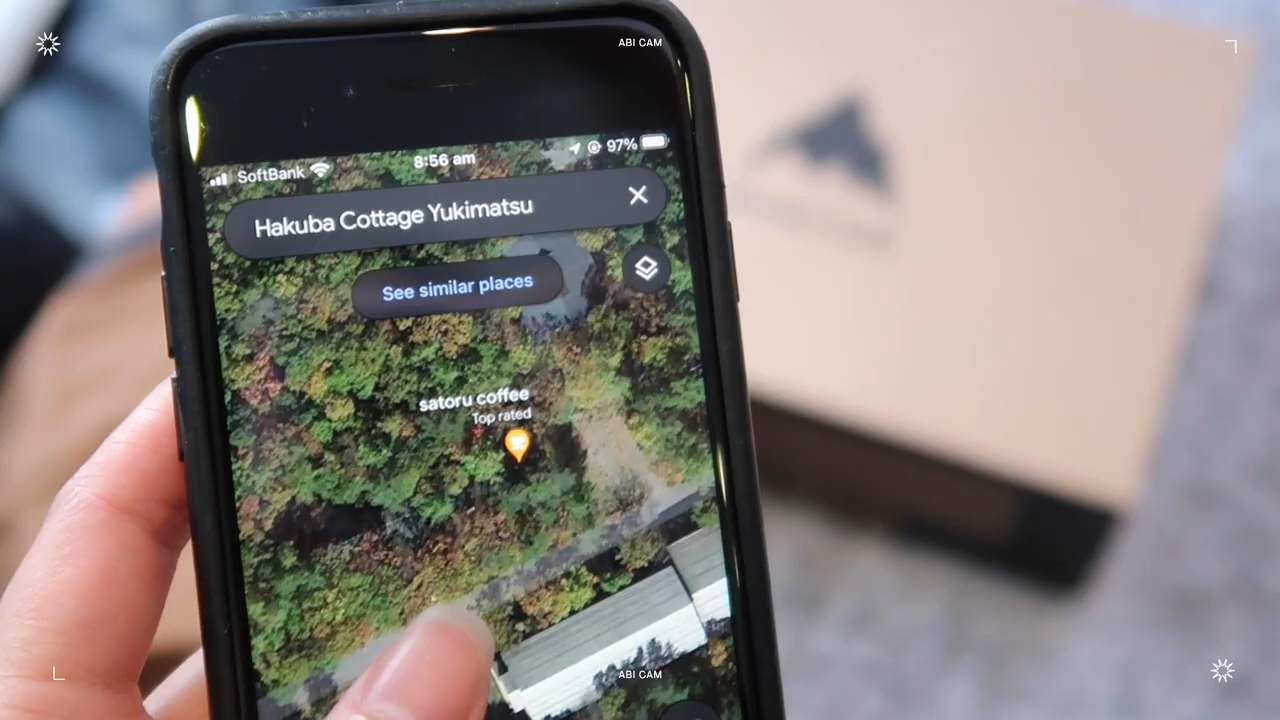 ABI CAM
SoftBank
8:56 am
97%
Hakuba Cottage Yukimatsu
See similar places
satoru coffee
Top rated
ABI CAM